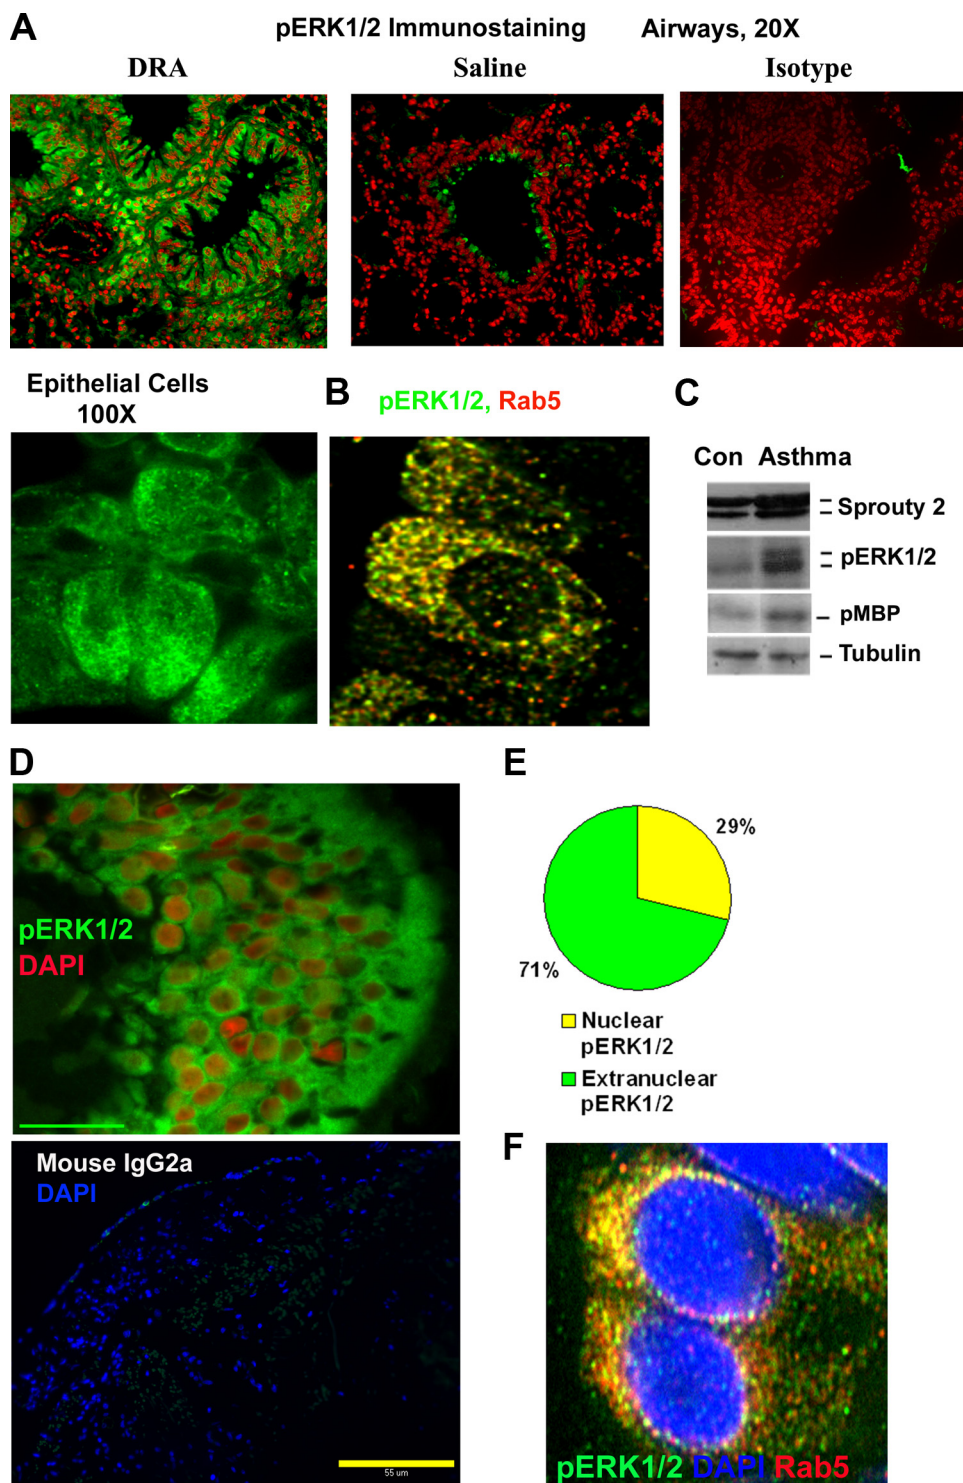 A
pERK1/2 Immunostaining Airways, 20X
DRA Saline Isotype
Epithelial Cells
100X
B
pERK1/2, Rab5
C
Con Asthma
Sprouty 2
pERK1/2
pMBP
Tubulin
D
pERK1/2
DAPI
Mouse IgG2a
DAPI
55 um
E
29%
71%
Nuclear
pERK1/2
Extranuclear
pERK1/2
F
pERK1/2 DAPI Rab5